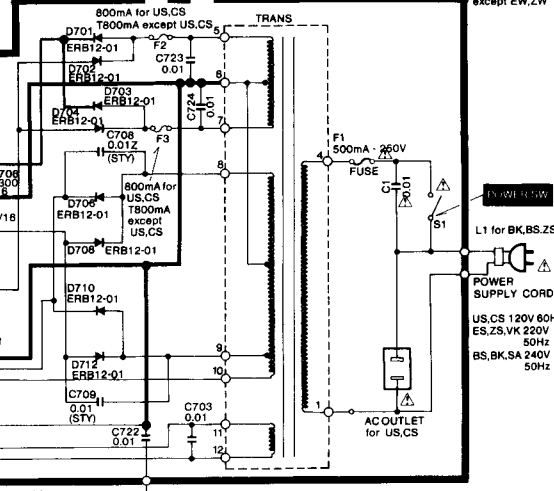 except EW,ZW
800mA for US,CS
T800mA except US,CS
TRANS
D701
ERB12-01
F2
5
D702
ERB12-01
C723
0.01
6
D703
ERB12-01
C724
0.01
D704
ERB12-01
F3
7
C708
0.01Z
(STY)
F1
500mA - 250V
4
FUSE
8
C1
0.01
S1
POWER SW
800mA for
US,CS
T800mA
except
US,CS
D706
ERB12-01
/16
D708
ERB12-01
L1 for BK,BS,ZS
POWER
SUPPLY CORD
D710
ERB12-01
US,CS 120V 60H
ES,ZS,VK 220V
50Hz
BS,BK,SA 240V
50Hz
9
D712
ERB12-01
10
C709
0.01
(STY)
C703
0.01
1
AC OUTLET
for US,CS
C722
0.01
11
12